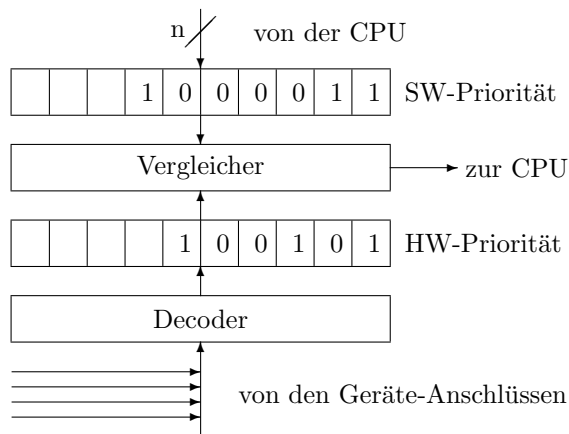 n von der CPU
1 0 0 0 0 1 1 SW-Priorität
Vergleicher zur CPU
1 0 0 1 0 1 HW-Priorität
Decoder
von den Geräte-Anschlüssen